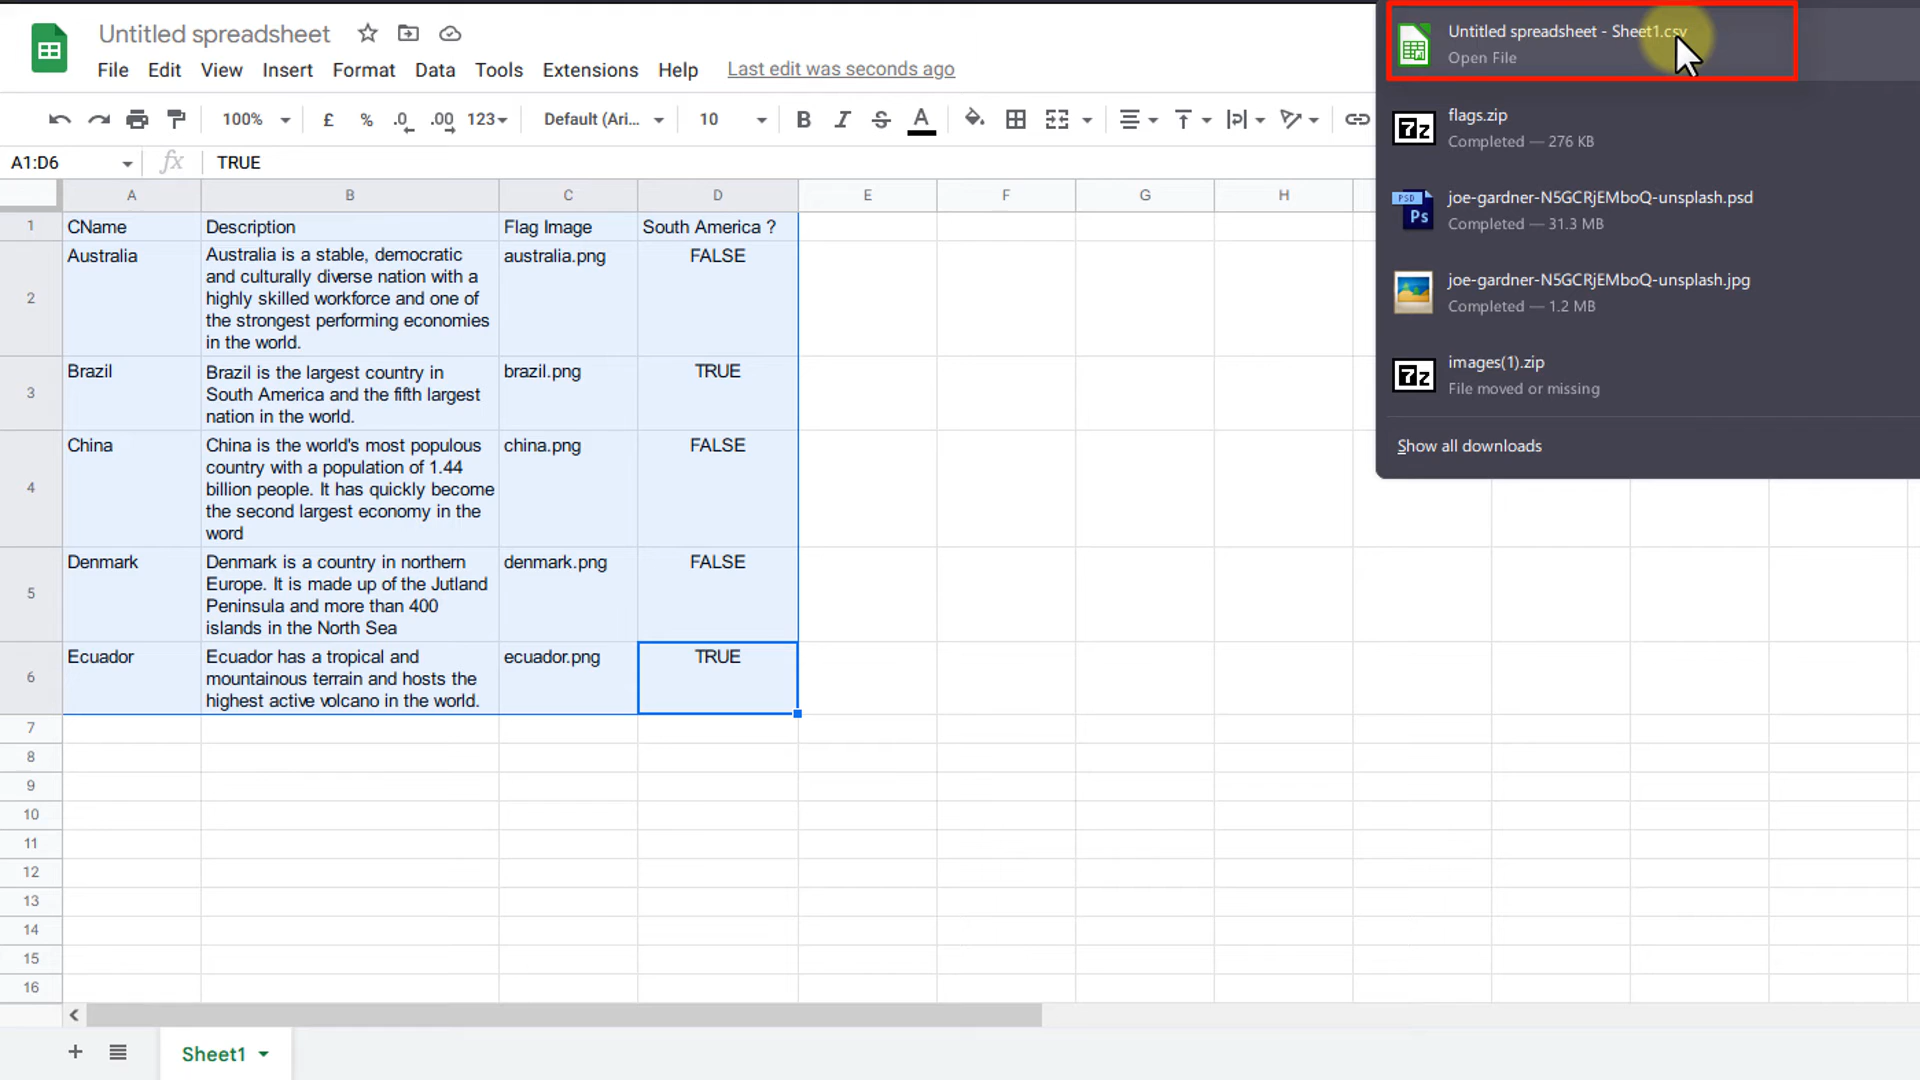 Untitled spreadsheet
File Edit View Insert Format Data Tools Extensions Help Last edit was seconds ago
100% £ % .0 .00 123 Default (Ari... 10 B I S A
A1:D6 fx TRUE
A B C D E F G H
1 CName Description Flag Image South America ?
2 Australia Australia is a stable, democratic australia.png FALSE
and culturally diverse nation with a
highly skilled workforce and one of
the strongest performing economies
in the world.
3 Brazil Brazil is the largest country in brazil.png TRUE
South America and the fifth largest
nation in the world.
4 China China is the world's most populous china.png FALSE
country with a population of 1.44
billion people. It has quickly become
the second largest economy in the
word
5 Denmark Denmark is a country in northern denmark.png FALSE
Europe. It is made up of the Jutland
Peninsula and more than 400
islands in the North Sea
6 Ecuador Ecuador has a tropical and ecuador.png TRUE
mountainous terrain and hosts the
highest active volcano in the world.
7
8
9
10
11
12
13
14
15
16
Sheet1
Untitled spreadsheet - Sheet1.csv
Open File
7z flags.zip
Completed — 276 KB
PSD Ps joe-gardner-N5GCRjEMboQ-unsplash.psd
Completed — 31.3 MB
joe-gardner-N5GCRjEMboQ-unsplash.jpg
Completed — 1.2 MB
7z images(1).zip
File moved or missing
Show all downloads